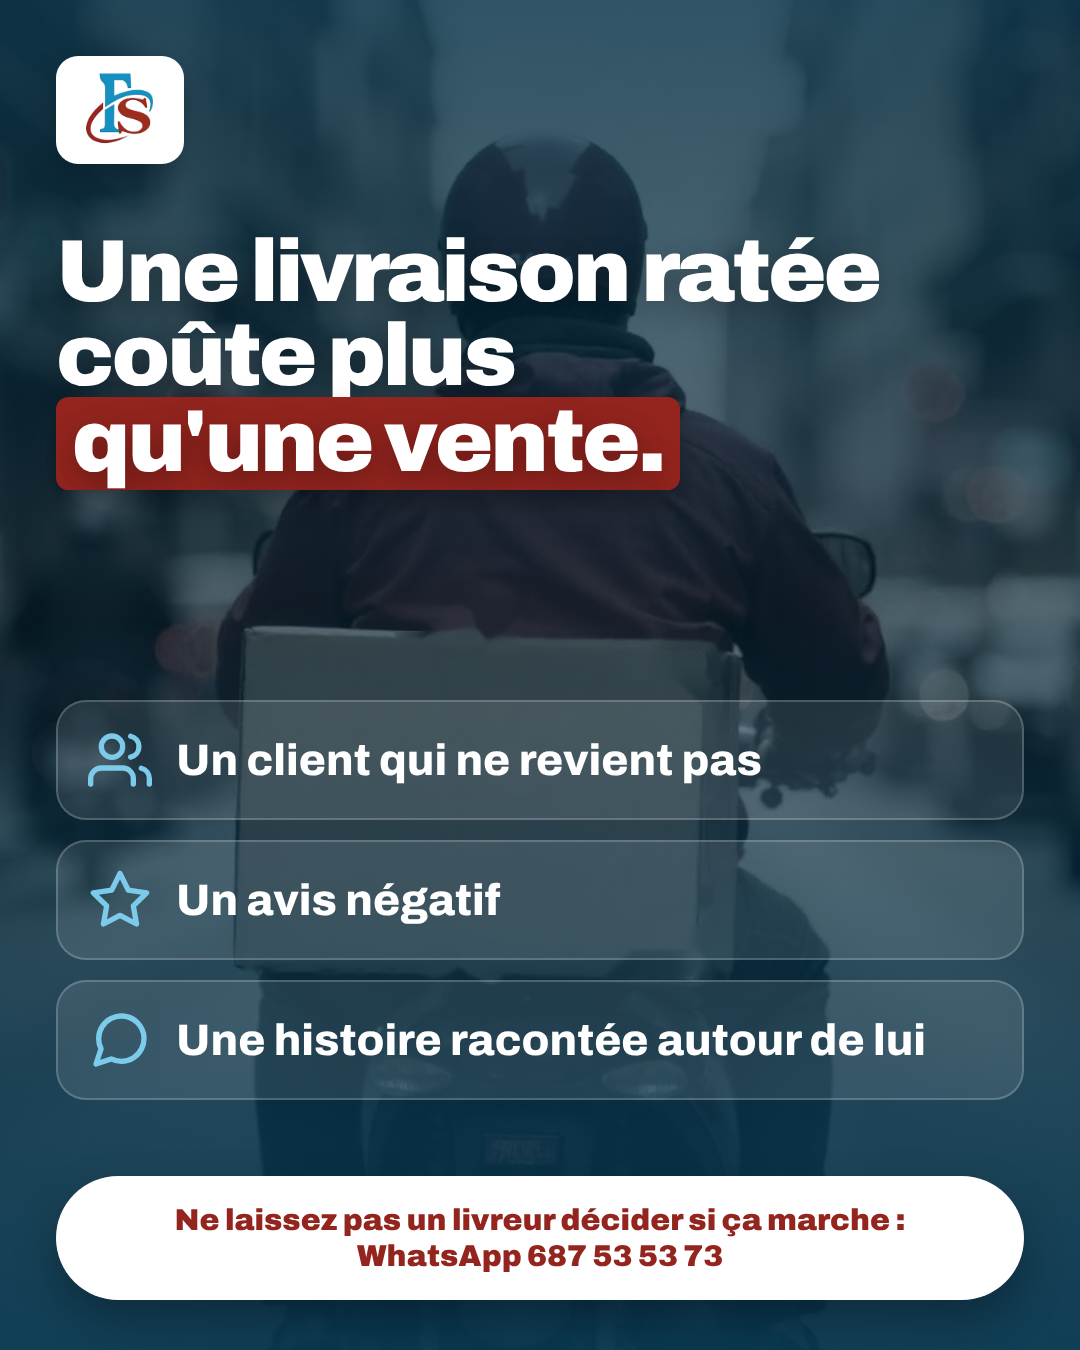 FS
Une livraison ratée
coûte plus
qu'une vente.
Un client qui ne revient pas
Un avis négatif
Une histoire racontée autour de lui
Ne laissez pas un livreur décider si ça marche :
WhatsApp 687 53 53 73